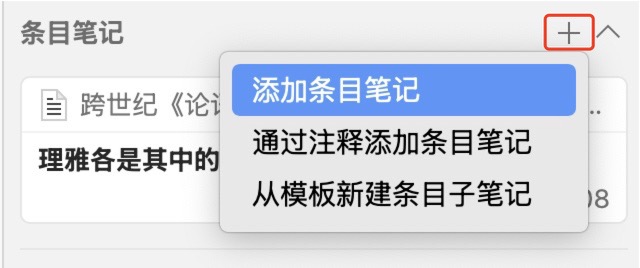 条目笔记
添加条目笔记
跨世纪《论
..
通过注释添加条目笔记
理雅各是其中的
从模板新建条目子笔记
08